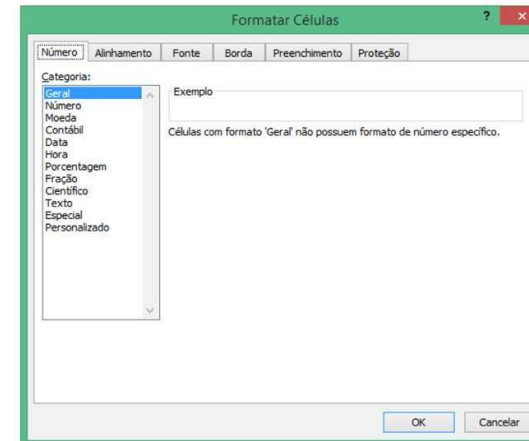 Formatar Células
? ×
Número Alinhamento Fonte Borda Preenchimento Proteção
Categoria:
Geral
Número
Moeda
Contábil
Data
Hora
Porcentagem
Fração
Científico
Texto
Especial
Personalizado
Exemplo
Células com formato 'Geral' não possuem formato de número específico.
OK Cancelar